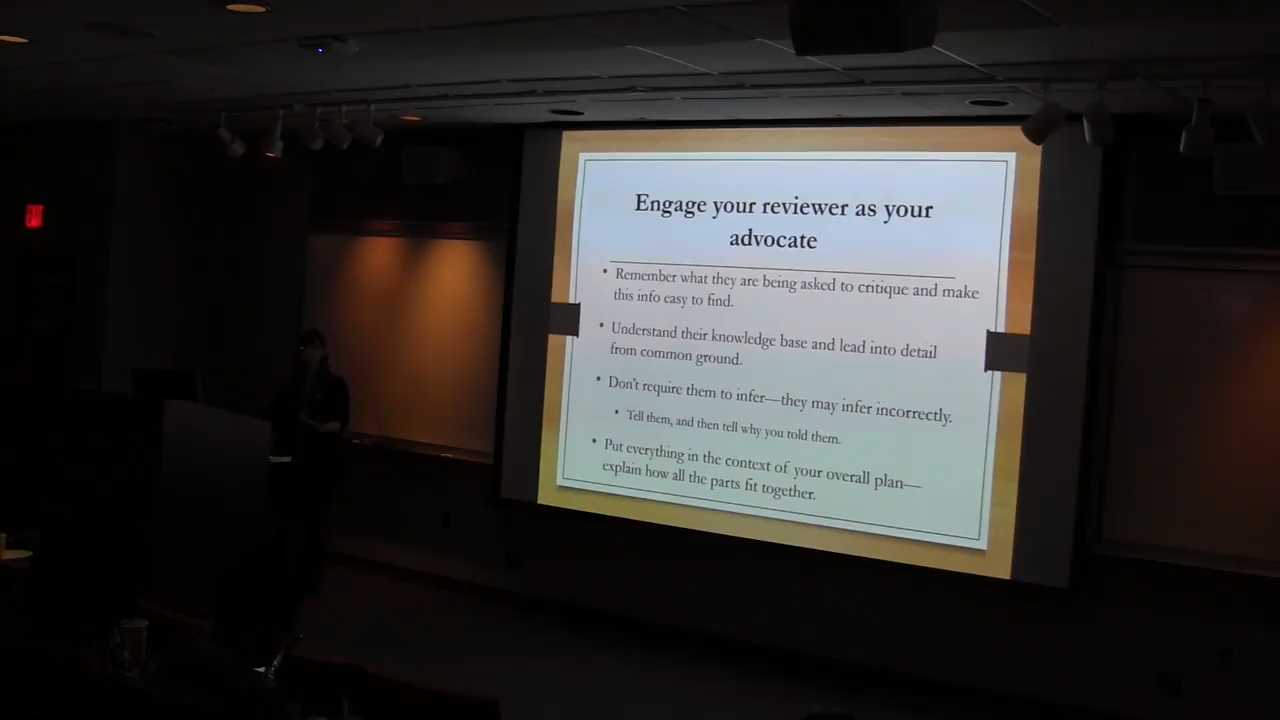 EXIT
Engage your reviewer as your
advocate
• Remember what they are being asked to critique and make
this info easy to find.
• Understand their knowledge base and lead into detail
from common ground.
• Don't require them to infer—they may infer incorrectly.
• Tell them, and then tell why you told them.
• Put everything in the context of your overall plan—
explain how all the parts fit together.